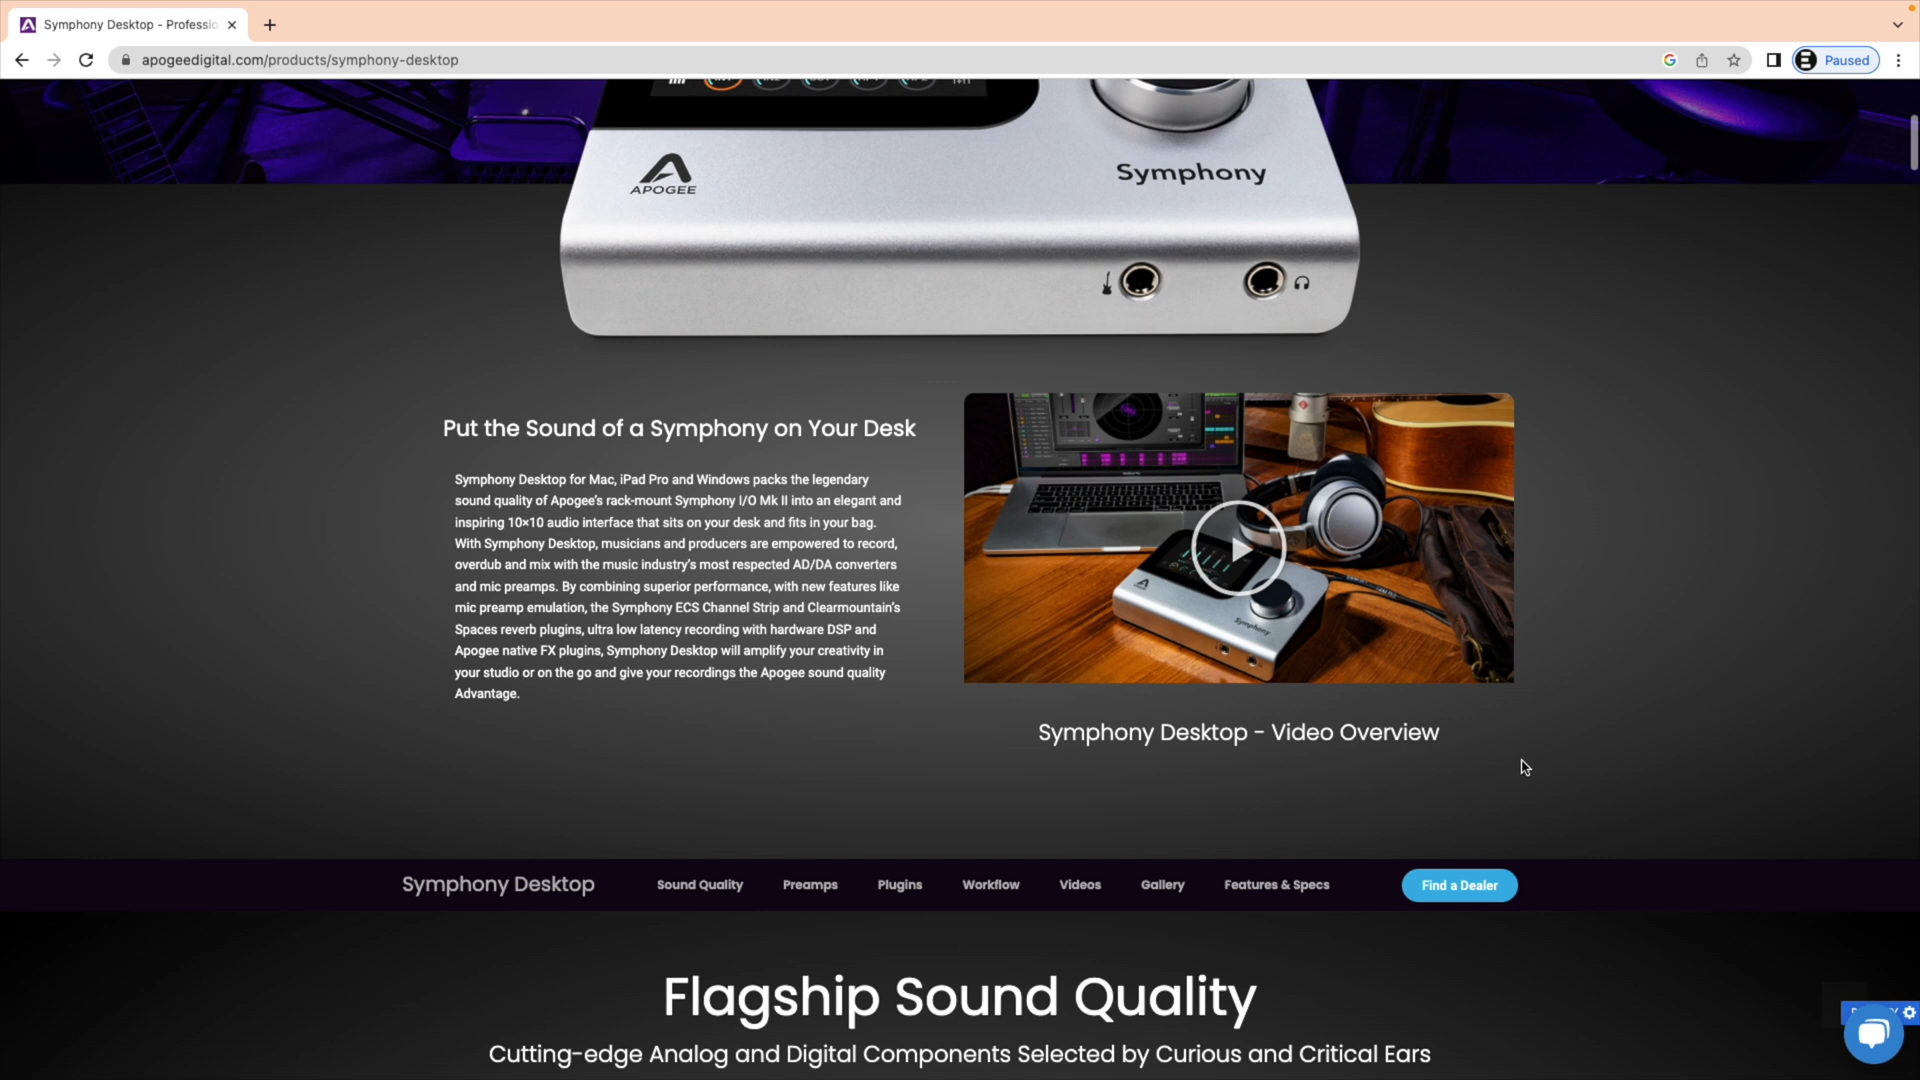 Symphony Desktop - Professio
apogeedigital.com/products/symphony-desktop
Paused
APOGEE
Symphony
Put the Sound of a Symphony on Your Desk
Symphony Desktop for Mac, iPad Pro and Windows packs the legendary
sound quality of Apogee's rack-mount Symphony I/O Mk II into an elegant and
inspiring 10×10 audio interface that sits on your desk and fits in your bag.
With Symphony Desktop, musicians and producers are empowered to record,
overdub and mix with the music industry's most respected AD/DA converters
and mic preamps. By combining superior performance, with new features like
mic preamp emulation, the Symphony ECS Channel Strip and Clearmountain's
Spaces reverb plugins, ultra low latency recording with hardware DSP and
Apogee native FX plugins, Symphony Desktop will amplify your creativity in
your studio or on the go and give your recordings the Apogee sound quality
Advantage.
Symphony
Symphony Desktop - Video Overview
Symphony Desktop Sound Quality Preamps Plugins Workflow Videos Gallery Features & Specs Find a Dealer
Flagship Sound Quality
Cutting-edge Analog and Digital Components Selected by Curious and Critical Ears